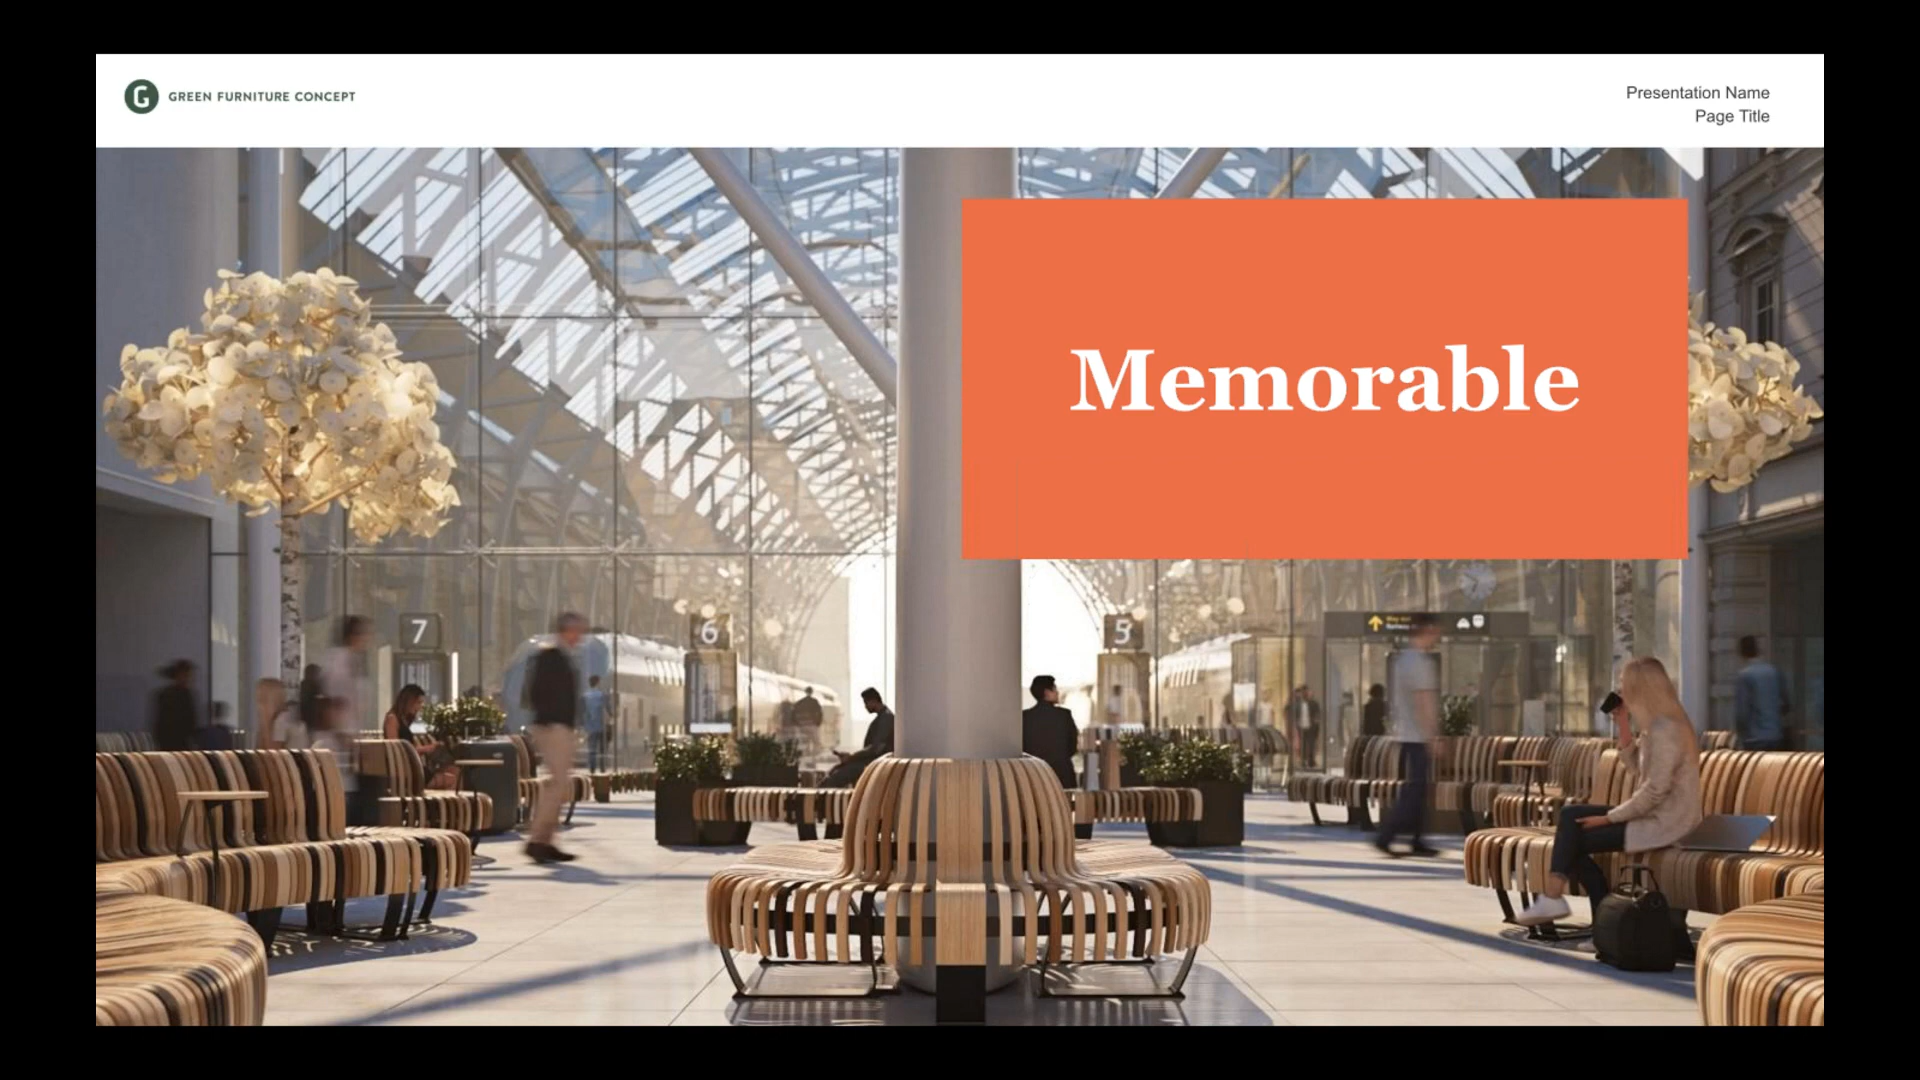 G GREEN FURNITURE CONCEPT
Presentation Name
Page Title
Memorable
7
6
5